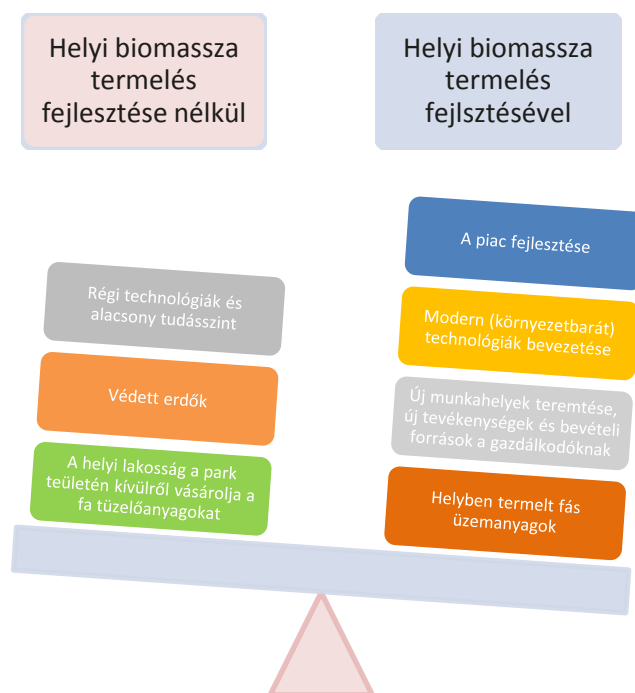 Helyi biomassza
termelés
fejlesztése nélkül
Helyi biomassza
termelés
fejlsztésével
Régi technológiák és
alacsony tudásszint
Védett erdők
A helyi lakosság a park
teületén kívülről vásárolja a
fa tüzelőanyagokat
A piac fejlesztése
Modern (környezetbarát)
technológiák bevezetése
Új munkahelyek teremtése,
új tevékenységek és bevételi
források a gazdálkodóknak
Helyben termelt fás
üzemanyagok